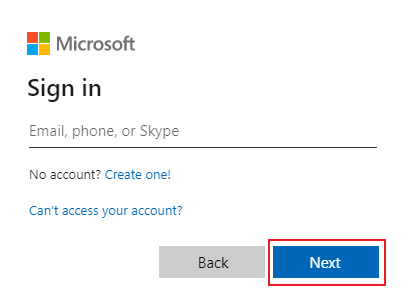 Microsoft
Sign in
Email, phone, or Skype
No account? Create one!
Can't access your account?
Back
Next